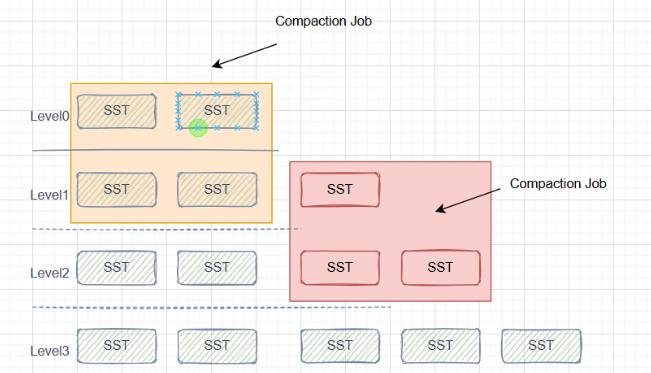 Compaction Job
Level0 SST SST
Level1 SST SST SST
Compaction Job
Level2 SST SST SST SST
Level3 SST SST SST SST SST